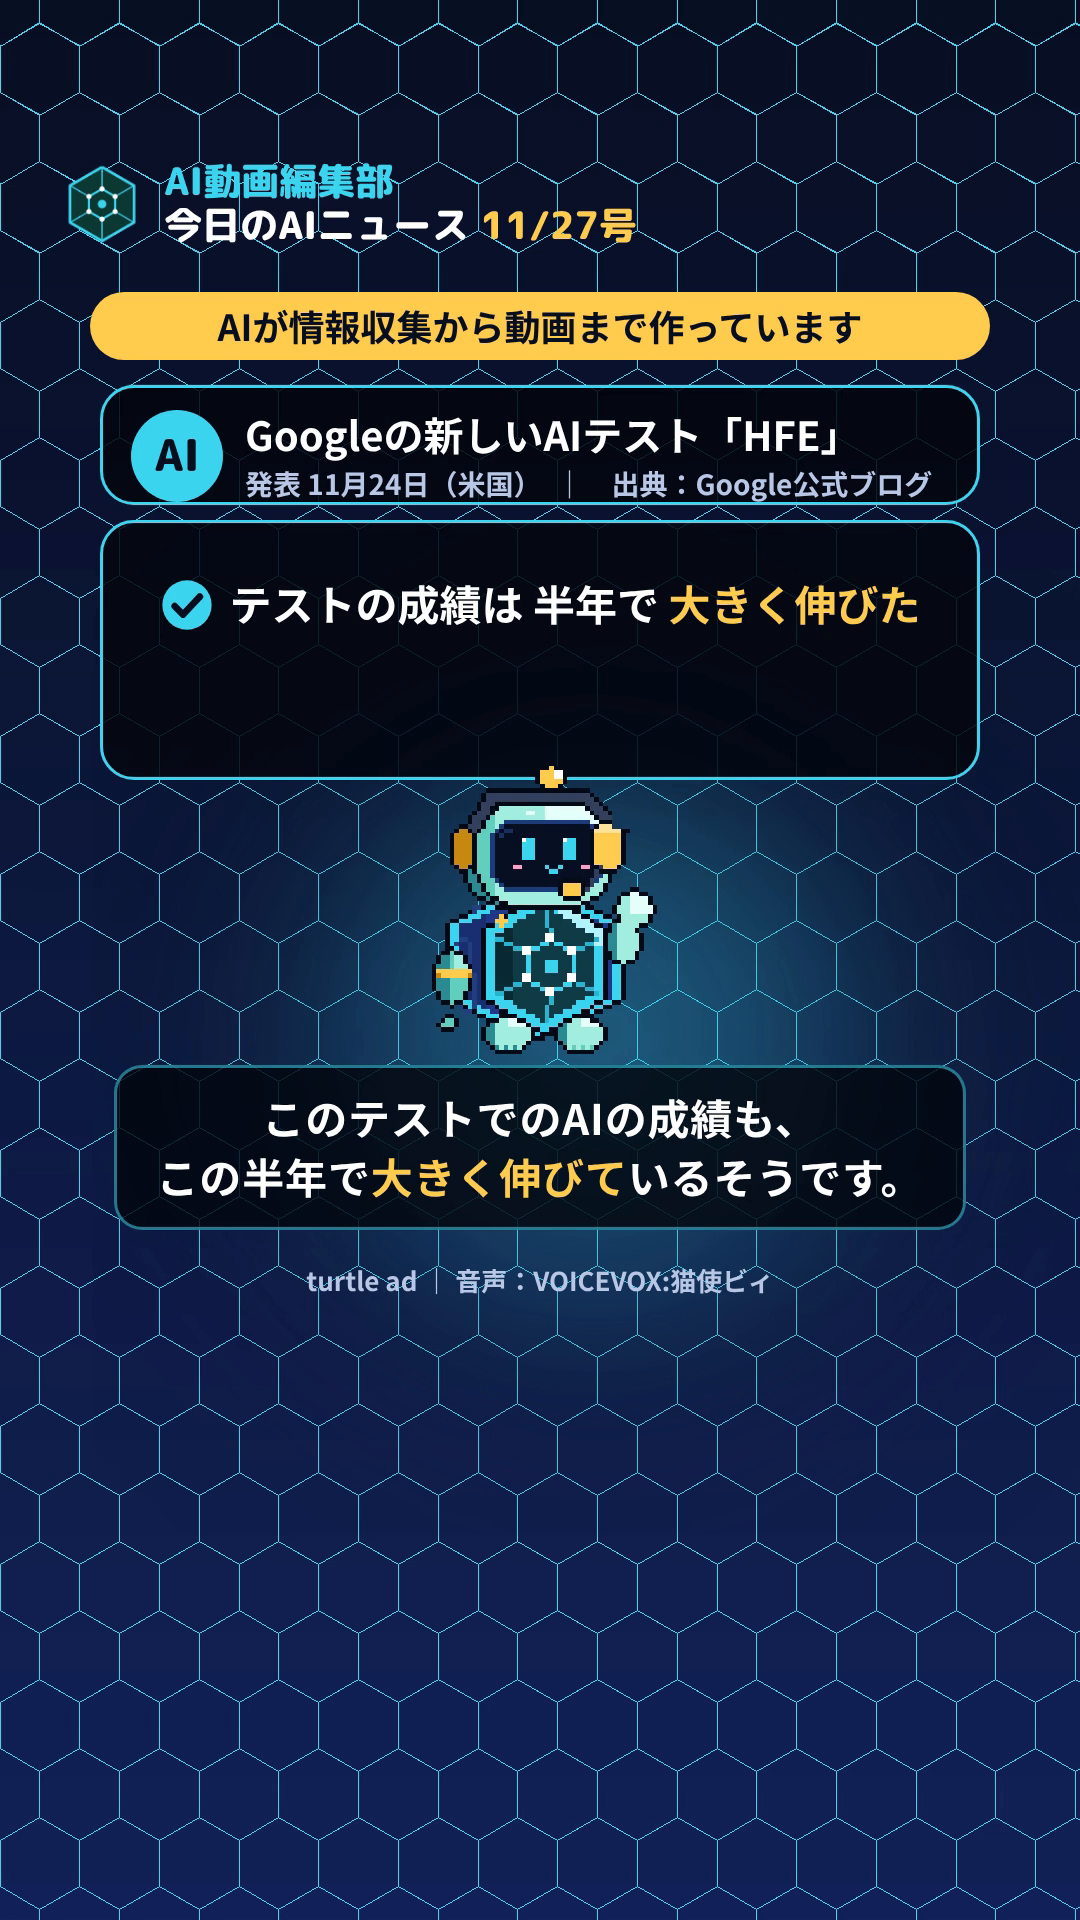 AI動画編集部
今日のAIニュース 11/27号
AIが情報収集から動画まで作っています
AI
Googleの新しいAIテスト「HFE」
発表 11月24日（米国） ｜ 出典：Google公式ブログ
テストの成績は 半年で 大きく伸びた
このテストでのAIの成績も、
この半年で大きく伸びているそうです。
turtle ad ｜ 音声：VOICEVOX:猫使ビィ